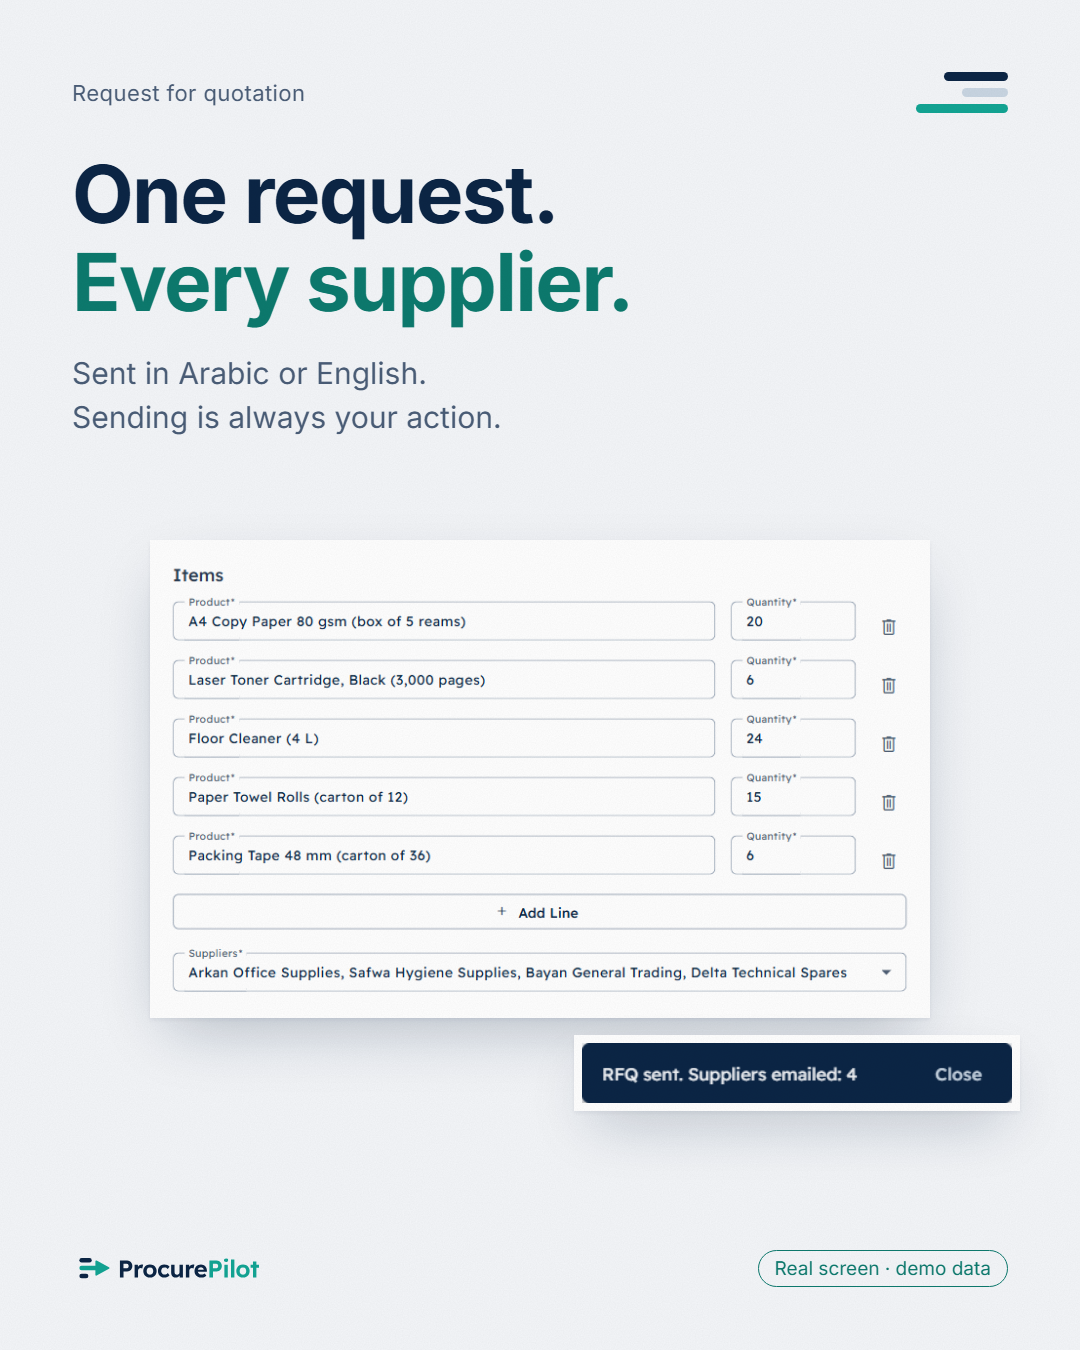 Request for quotation
One request.
Every supplier.
Sent in Arabic or English.
Sending is always your action.
Items
Product*
Quantity*
A4 Copy Paper 80 gsm (box of 5 reams)
20
Product*
Quantity*
Laser Toner Cartridge, Black (3,000 pages)
6
Product*
Quantity*
Floor Cleaner (4 L)
24
Product*
Quantity*
Paper Towel Rolls (carton of 12)
15
Product*
Quantity*
Packing Tape 48 mm (carton of 36)
6
+ Add Line
Suppliers*
Arkan Office Supplies, Safwa Hygiene Supplies, Bayan General Trading, Delta Technical Spares
RFQ sent. Suppliers emailed: 4
Close
ProcurePilot
Real screen · demo data